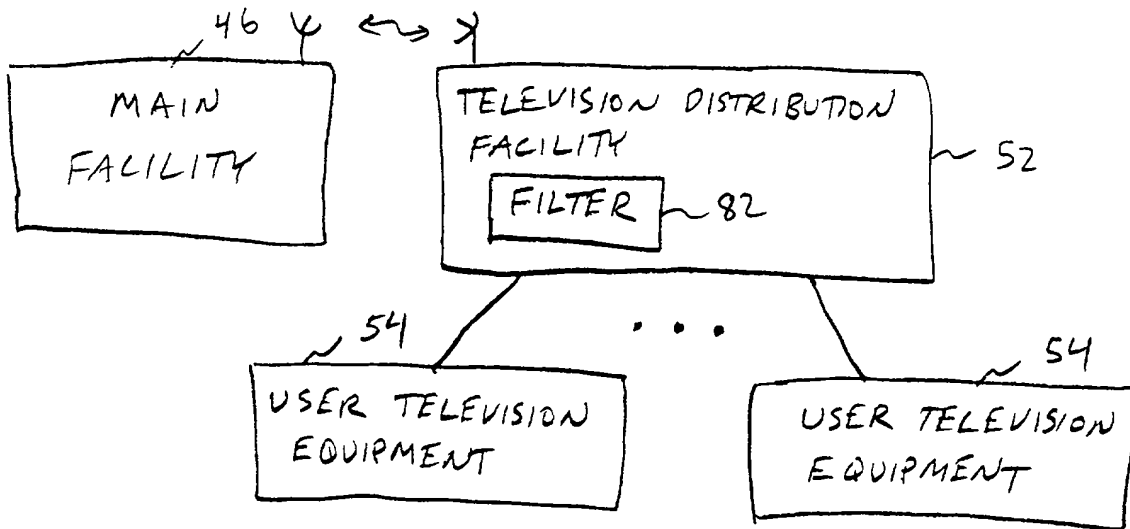 46
MAIN
FACILITY
TELEVISION DISTRIBUTION
FACILITY
52
FILTER
82
54
USER TELEVISION
EQUIPMENT
54
USER TELEVISION
EQUIPMENT